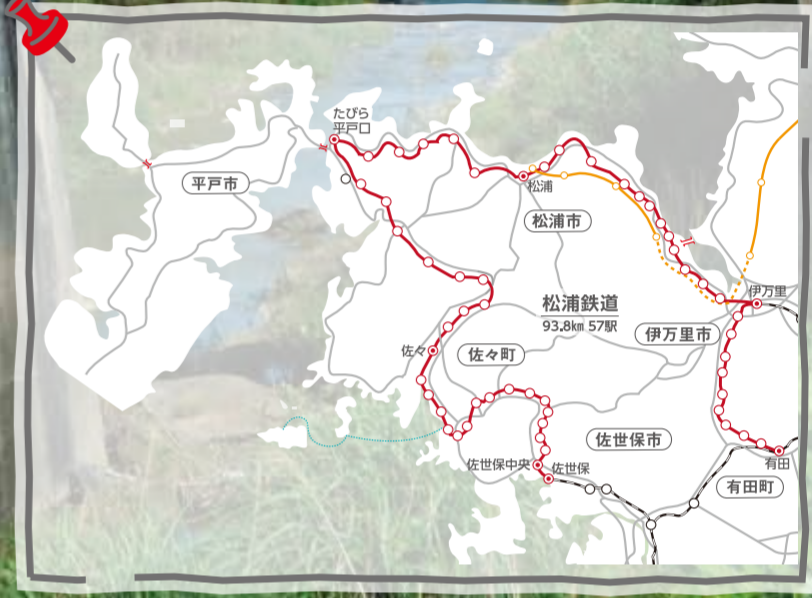 たびら
平戸口
平戸市
松浦
松浦市
松浦鉄道
93.8km 57駅
伊万里
伊万里市
佐々
佐々町
佐世保市
佐世保中央
佐世保
有田
有田町